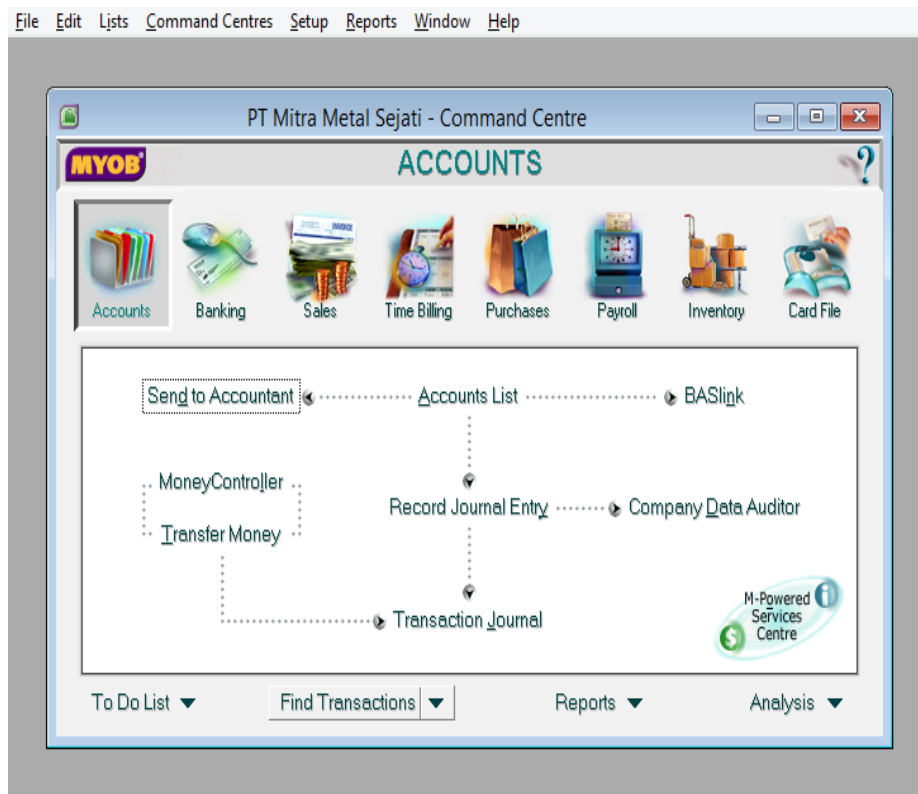 File Edit Lists Command Centres Setup Reports Window Help
PT Mitra Metal Sejati - Command Centre
MYOB
ACCOUNTS
?
INVOICE
Accounts Banking Sales Time Billing Purchases Payroll Inventory Card File
Send to Accountant Accounts List BASlink
MoneyController
Record Journal Entry Company Data Auditor
Transfer Money
M-Powered
Services
Centre
Transaction Journal
To Do List Find Transactions Reports Analysis